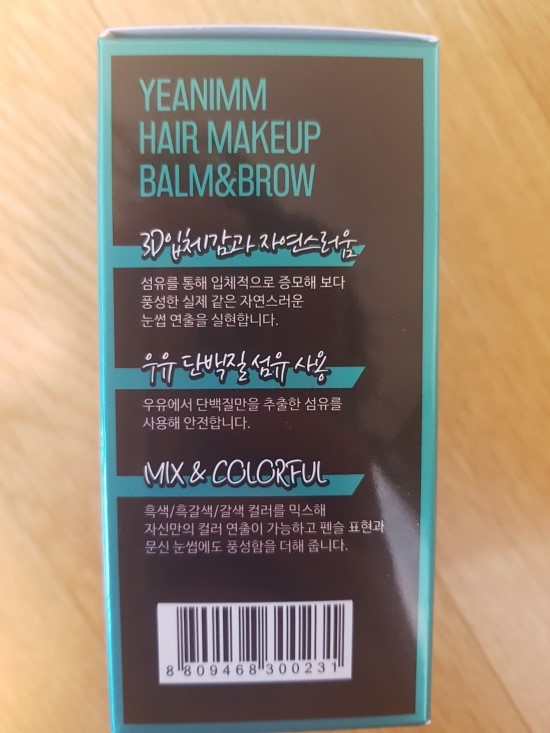 YEANIMM
HAIR MAKEUP
BALM&BROW
3D입체감과 자연스러움
섬유를 통해 입체적으로 증모해 보다
풍성한 실제 같은 자연스러운
눈썹 연출을 실현합니다.
우유 단백질 섬유 사용
우유에서 단백질만을 추출한 섬유를
사용해 안전합니다.
MIX & COLORFUL
흑색/흑갈색/갈색 컬러를 믹스해
자신만의 컬러 연출이 가능하고 펜슬 표현과
문신 눈썹에도 풍성함을 더해 줍니다.
8 809468 300231